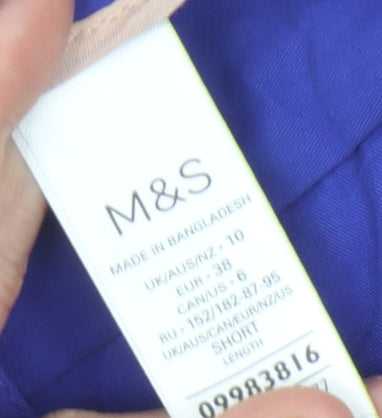 M&S
MADE IN BANGLADESH
UK/AUS/NZ • 10
EUR • 38
CAN/US • 6
RU • 152/182-87-95
UK/AUS/CAN/EUR/NZ/US
SHORT
LENGTH
09983816